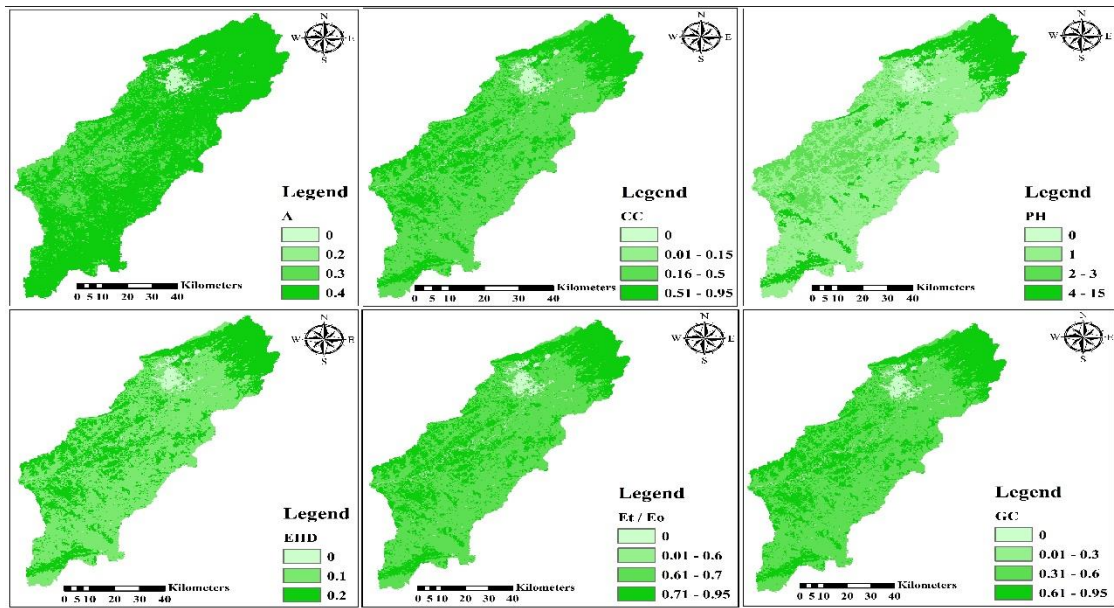 N
W E
S
Legend
A
0
0.2
0.3
0.4
Kilometers
0 5 10 20 30 40
N
W E
S
Legend
CC
0
0.01 - 0.15
0.16 - 0.5
0.51 - 0.95
Kilometers
0 5 10 20 30 40
N
W E
S
Legend
PH
0
1
2 - 3
4 - 15
Kilometers
0 5 10 20 30 40
N
W E
S
Legend
EHD
0
0.1
0.2
Kilometers
0 5 10 20 30 40
N
W E
S
Legend
Et / Eo
0
0.01 - 0.6
0.61 - 0.7
0.71 - 0.95
Kilometers
0 5 10 20 30 40
N
W E
S
Legend
GC
0
0.01 - 0.3
0.31 - 0.6
0.61 - 0.95
Kilometers
0 5 10 20 30 40